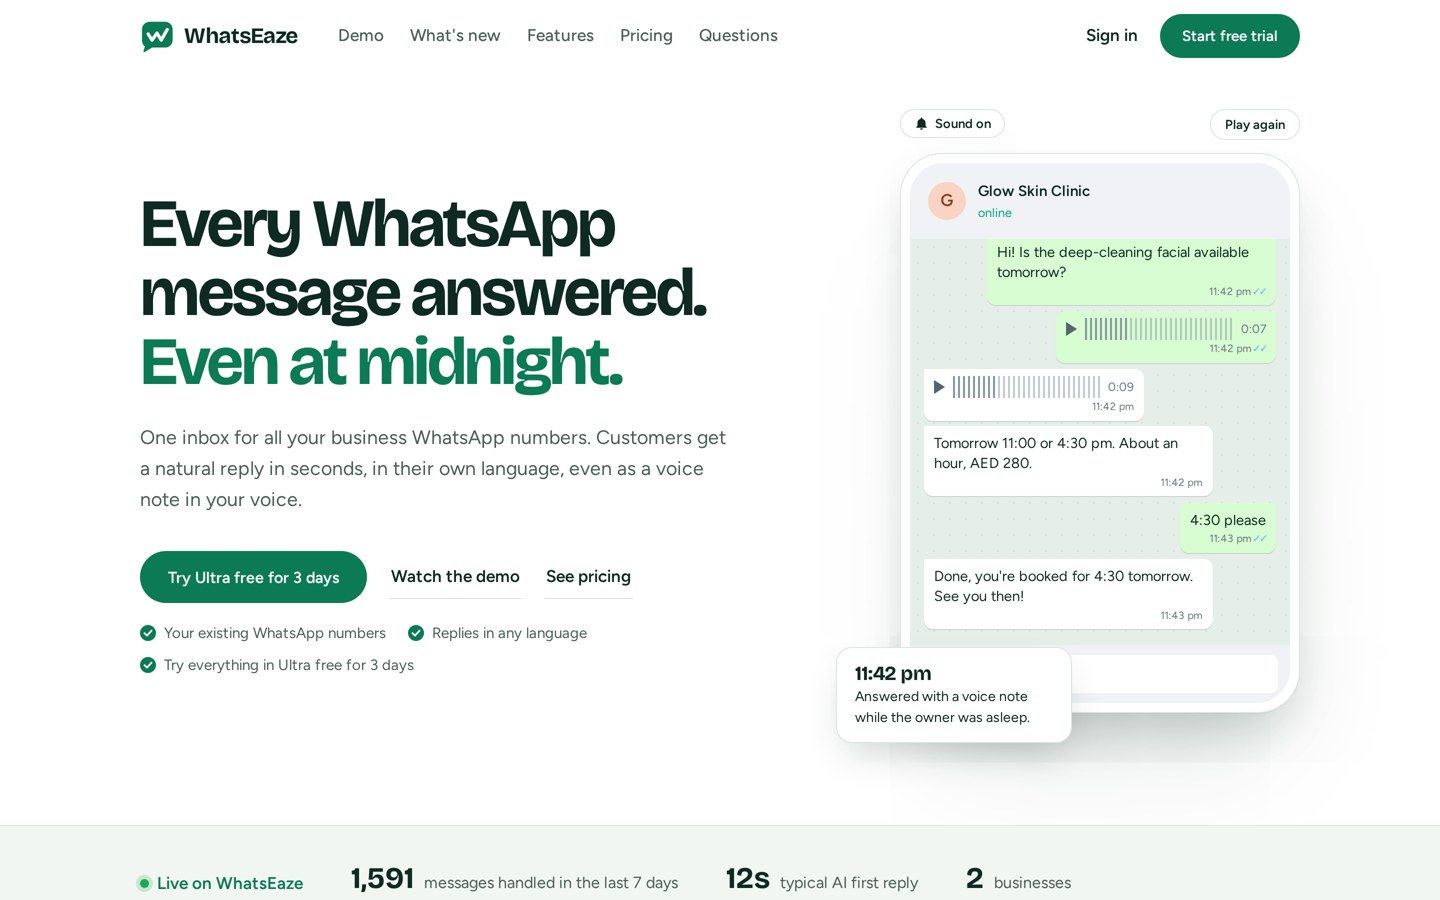 WhatsEaze
Demo
What's new
Features
Pricing
Questions
Sign in
Start free trial
Sound on
Play again
Every WhatsApp
message answered.
Even at midnight.
One inbox for all your business WhatsApp numbers. Customers get
a natural reply in seconds, in their own language, even as a voice
note in your voice.
Try Ultra free for 3 days
Watch the demo
See pricing
Your existing WhatsApp numbers
Replies in any language
Try everything in Ultra free for 3 days
G
Glow Skin Clinic
online
Hi! Is the deep-cleaning facial available
tomorrow?
11:42 pm ✓✓
0:07
11:42 pm ✓✓
0:09
11:42 pm
Tomorrow 11:00 or 4:30 pm. About an
hour, AED 280.
11:42 pm
4:30 please
11:43 pm ✓✓
Done, you're booked for 4:30 tomorrow.
See you then!
11:43 pm
11:42 pm
Answered with a voice note
while the owner was asleep.
Live on WhatsEaze
1,591 messages handled in the last 7 days
12s typical AI first reply
2 businesses